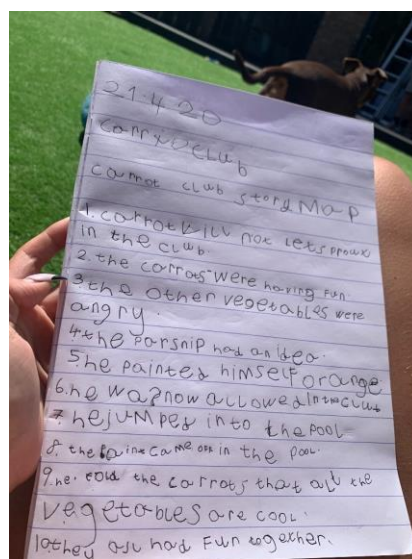 21.4.20
carrot club
carrot club story Map
1. carrot will not let sprout
in the club.
2. the carrots were having fun.
3. the other vegetables were
angry.
4. the parsnip had an idea.
5. he painted himself orange
6. he was now allowed in the club
7. he jumped into the pool
8. the paint came off in the pool.
9. he told the carrots that all the
vegetables are cool.
10 they all had fun together.